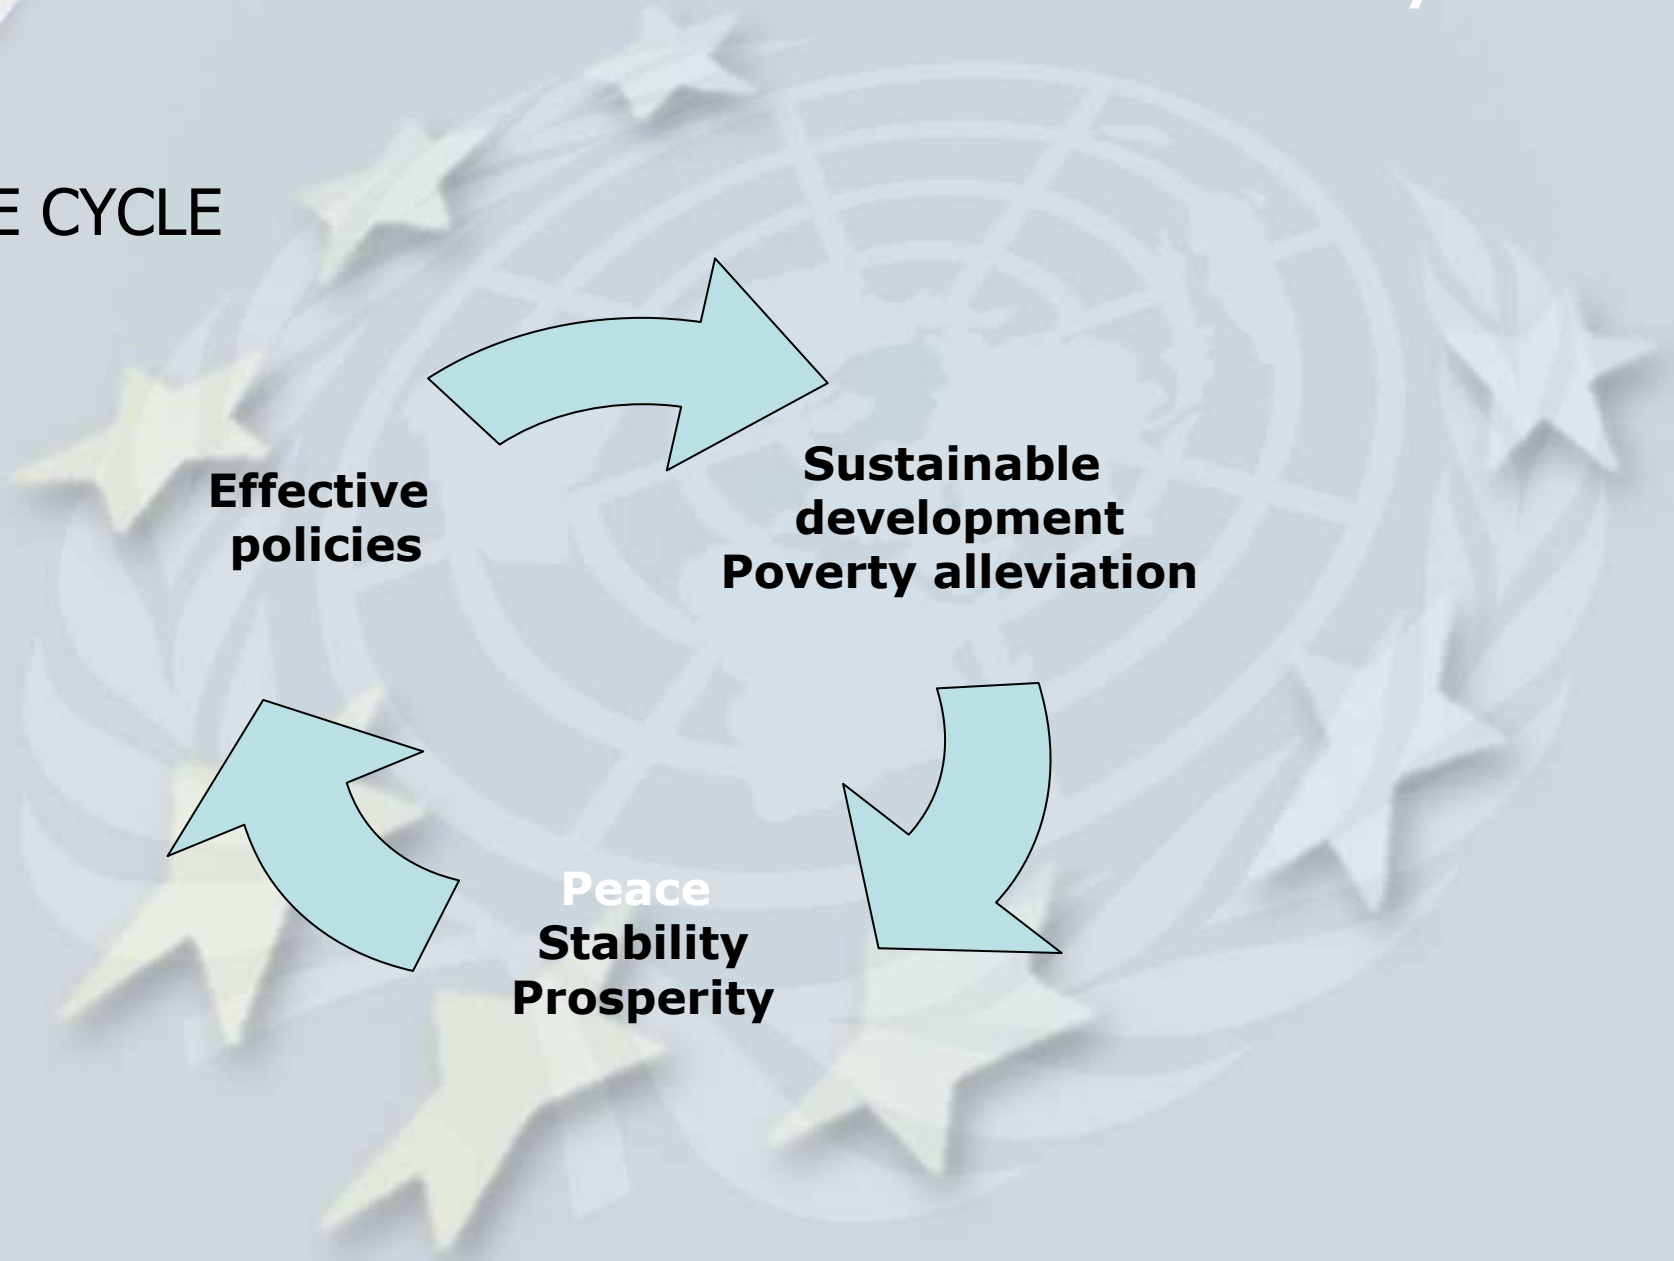 E CYCLE
Effective
policies
Sustainable
development
Poverty alleviation
Peace
Stability
Prosperity